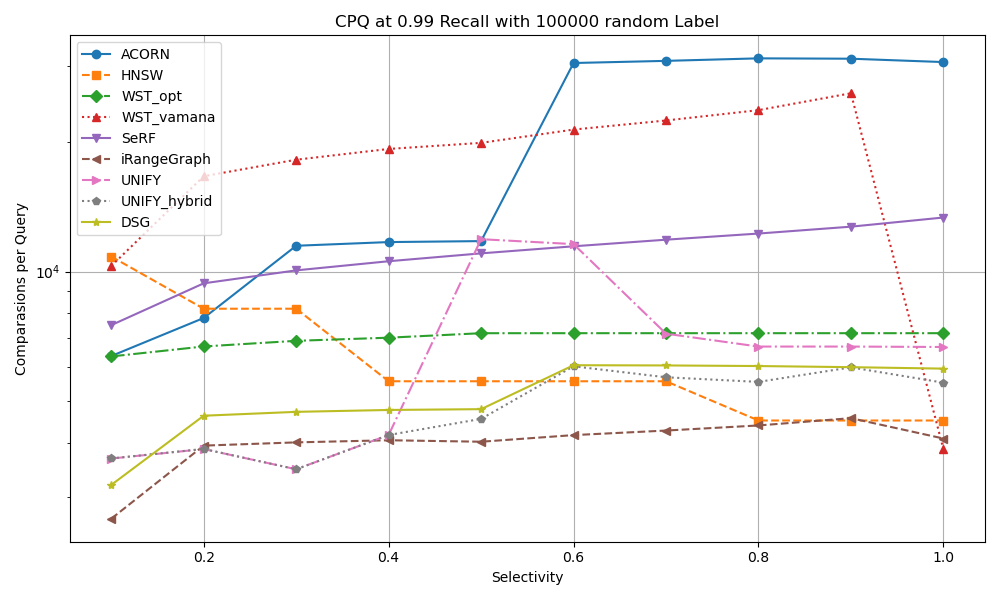 CPQ at 0.99 Recall with 100000 random Label
ACORN
HNSW
WST_opt
WST_vamana
SeRF
iRangeGraph
UNIFY
UNIFY_hybrid
DSG
Comparasions per Query
10⁴
0.2
0.4
0.6
0.8
1.0
Selectivity